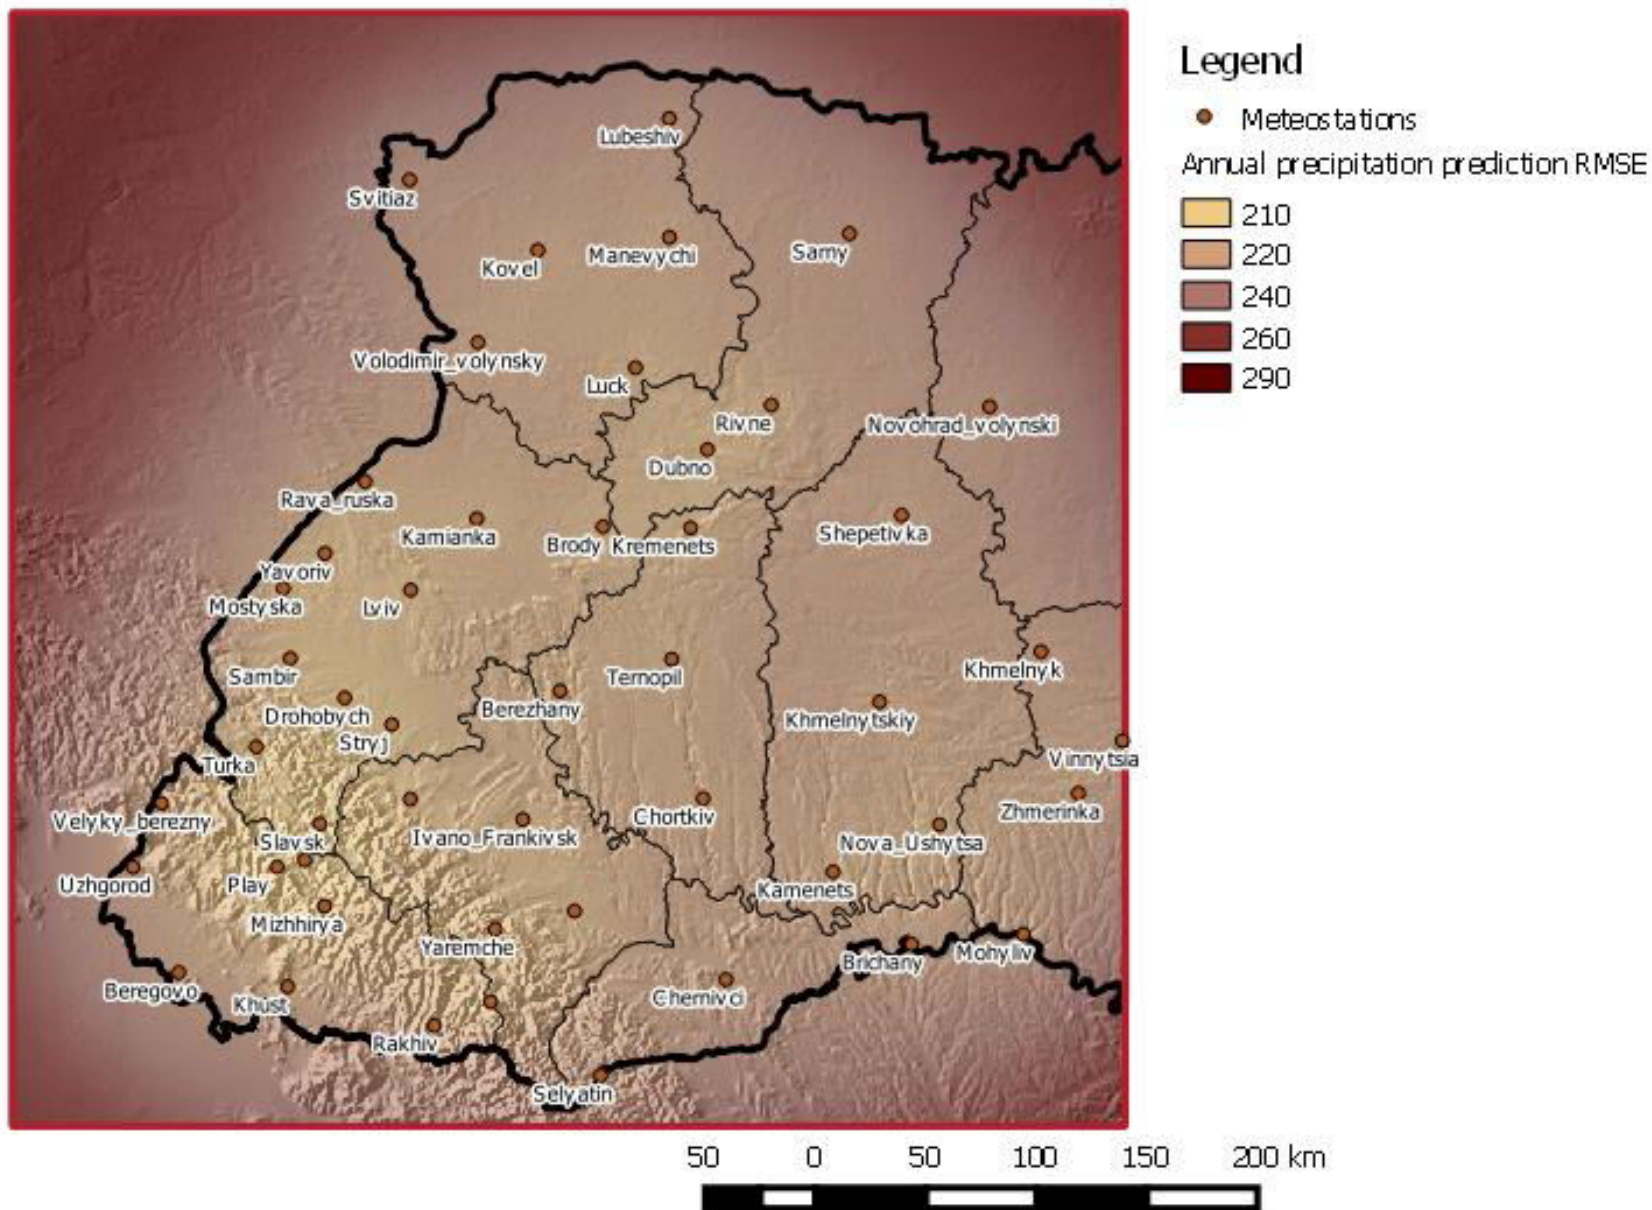 Legend
Meteostations
Annual precipitation prediction RMSE
210
220
240
260
290
Lubeshiv
Svitiaz
Kovel
Manevychi
Sarny
Volodimir_volynsky
Luck
Rivne
Novohrad_volynski
Dubno
Rava_ruska
Kamianka
Brody
Kremenets
Shepetivka
Yavoriv
Mostyska
Lviv
Sambir
Ternopil
Khmelnyk
Drohobych
Berezhany
Khmelnytskiy
Stryj
Turka
Vinnytsia
Velyky_berezny
Slavsk
Ivano_Frankivsk
Chortkiv
Zhmerinka
Nova_Ushytsa
Uzhgorod
Play
Kamenets
Mizhhirya
Yaremche
Brichany
Mohyliv
Beregovo
Khust
Chernivci
Rakhiv
Selyatin
50 0 50 100 150 200 km